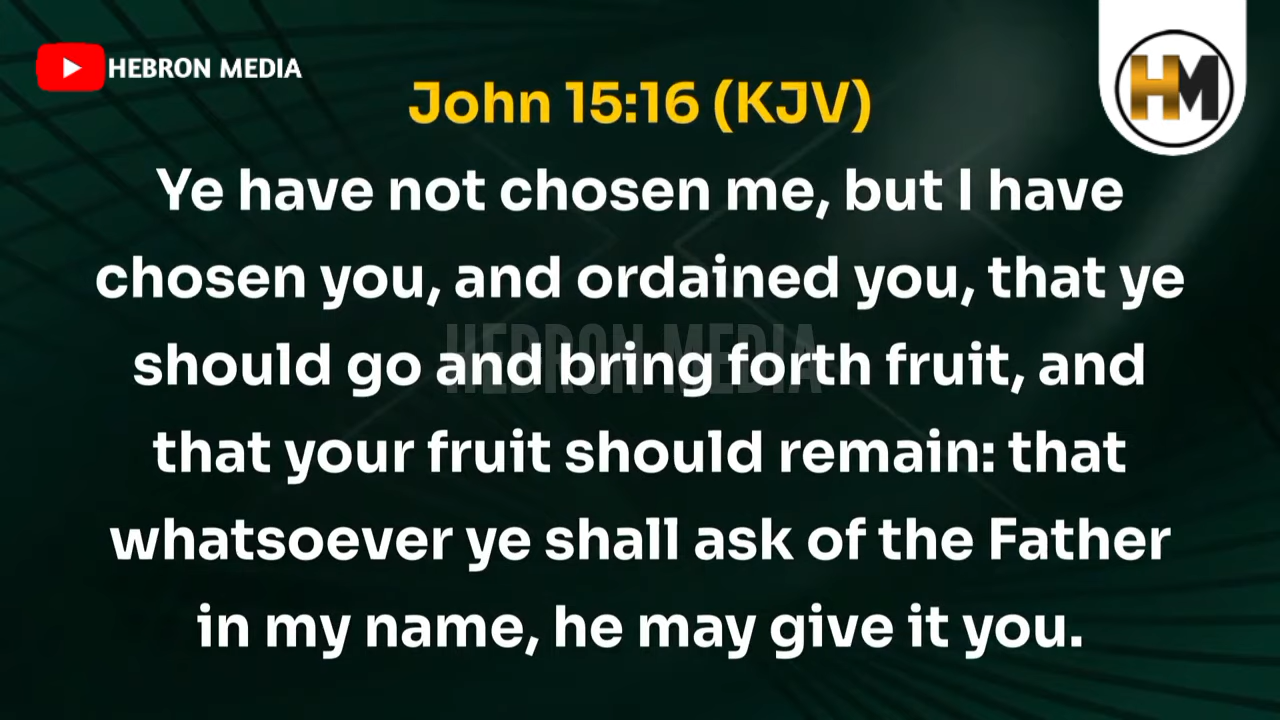 HEBRON MEDIA
HM
John 15:16 (KJV)
Ye have not chosen me, but I have
chosen you, and ordained you, that ye
should go and bring forth fruit, and
HEBRON MEDIA
that your fruit should remain: that
whatsoever ye shall ask of the Father
in my name, he may give it you.